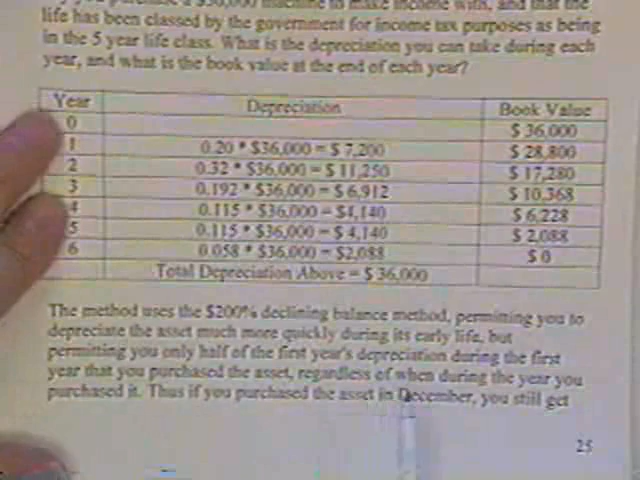 life has been classed by the government for income tax purposes as being
in the 5 year life class. What is the depreciation you can take during each
year, and what is the book value at the end of each year?
Year Depreciation Book Value
0 $ 36,000
1 0.20 * $36,000 = $ 7,200 $ 28,800
2 0.32 * $36,000 = $ 11,250 $ 17,280
3 0.192 * $36,000 = $ 6,912 $ 10,368
4 0.115 * $36,000 = $4,140 $ 6,228
5 0.115 * $36,000 = $ 4,140 $ 2,088
6 0.058 * $36,000 = $2,088 $ 0
Total Depreciation Above = $ 36,000
The method uses the $200% declining balance method, permitting you to
depreciate the asset much more quickly during its early life, but
permitting you only half of the first year's depreciation during the first
year that you purchased the asset, regardless of when during the year you
purchased it. Thus if you purchased the asset in December, you still get
25